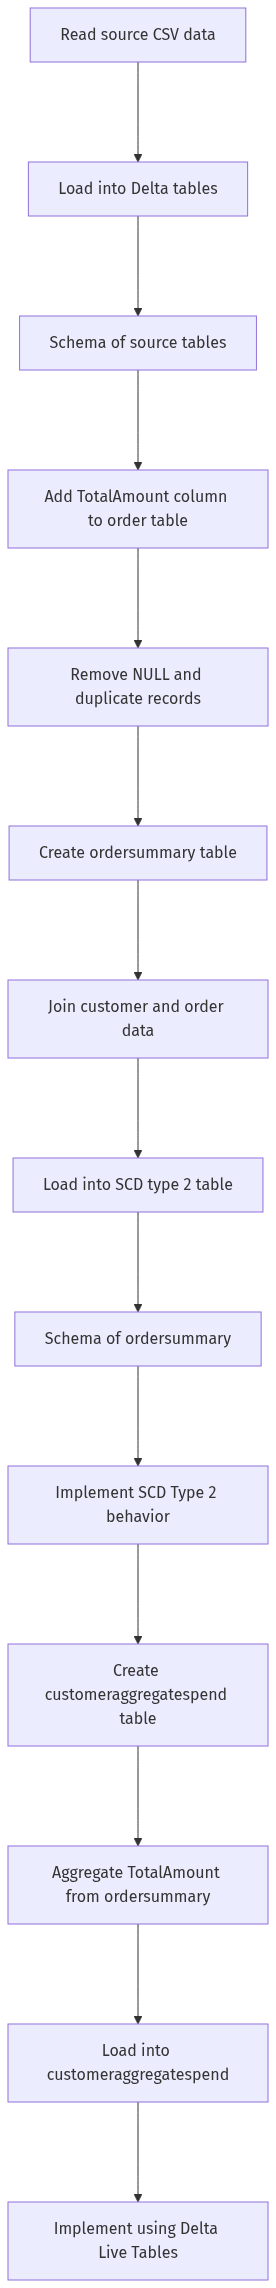 Read source CSV data
Load into Delta tables
Schema of source tables
Add TotalAmount column
to order table
Remove NULL and
duplicate records
Create ordersummary table
Join customer and order
data
Load into SCD type 2 table
Schema of ordersummary
Implement SCD Type 2
behavior
Create
customeraggregatespend
table
Aggregate TotalAmount
from ordersummary
Load into
customeraggregatespend
Implement using Delta
Live Tables